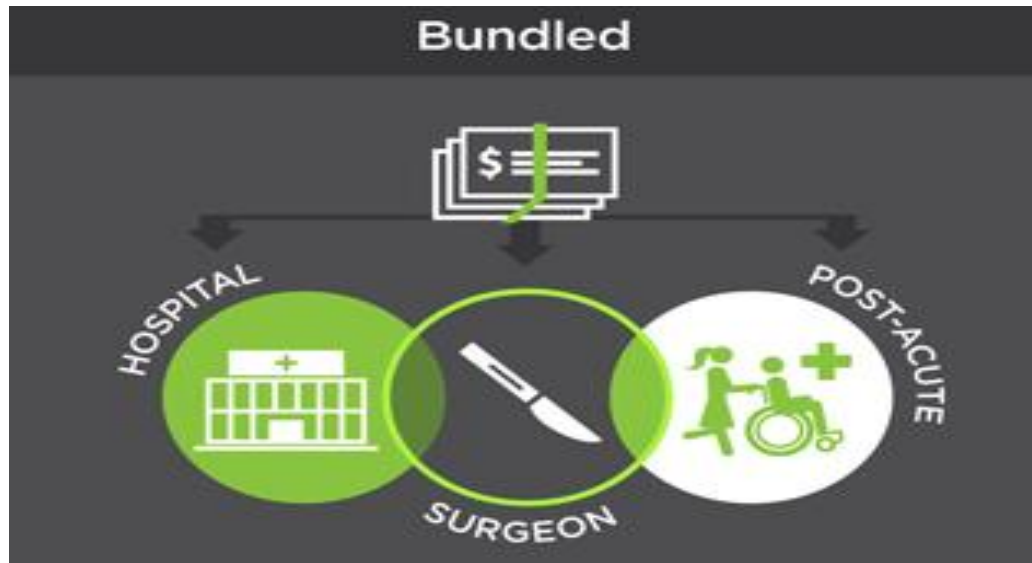 Bundled
$
HOSPITAL
SURGEON
POST-ACUTE